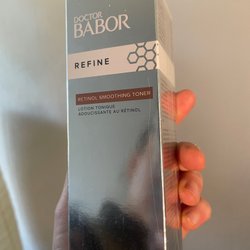 DOCTOR
BABOR
REFINE
RETINOL SMOOTHING TONER
LOTION TONIQUE
ADOUCISSANTE AU RÉTINOL